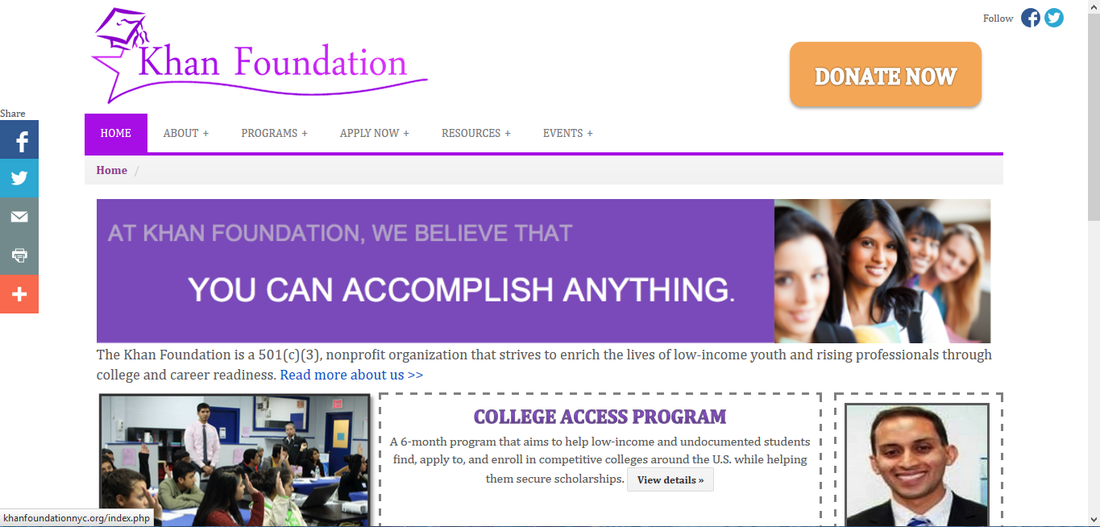 Follow
Khan Foundation
DONATE NOW
Share
HOME ABOUT + PROGRAMS + APPLY NOW + RESOURCES + EVENTS +
Home /
AT KHAN FOUNDATION, WE BELIEVE THAT
YOU CAN ACCOMPLISH ANYTHING.
The Khan Foundation is a 501(c)(3), nonprofit organization that strives to enrich the lives of low-income youth and rising professionals through
college and career readiness. Read more about us >>
COLLEGE ACCESS PROGRAM
A 6-month program that aims to help low-income and undocumented students
find, apply to, and enroll in competitive colleges around the U.S. while helping
them secure scholarships. View details »
khanfoundationnyc.org/index.php